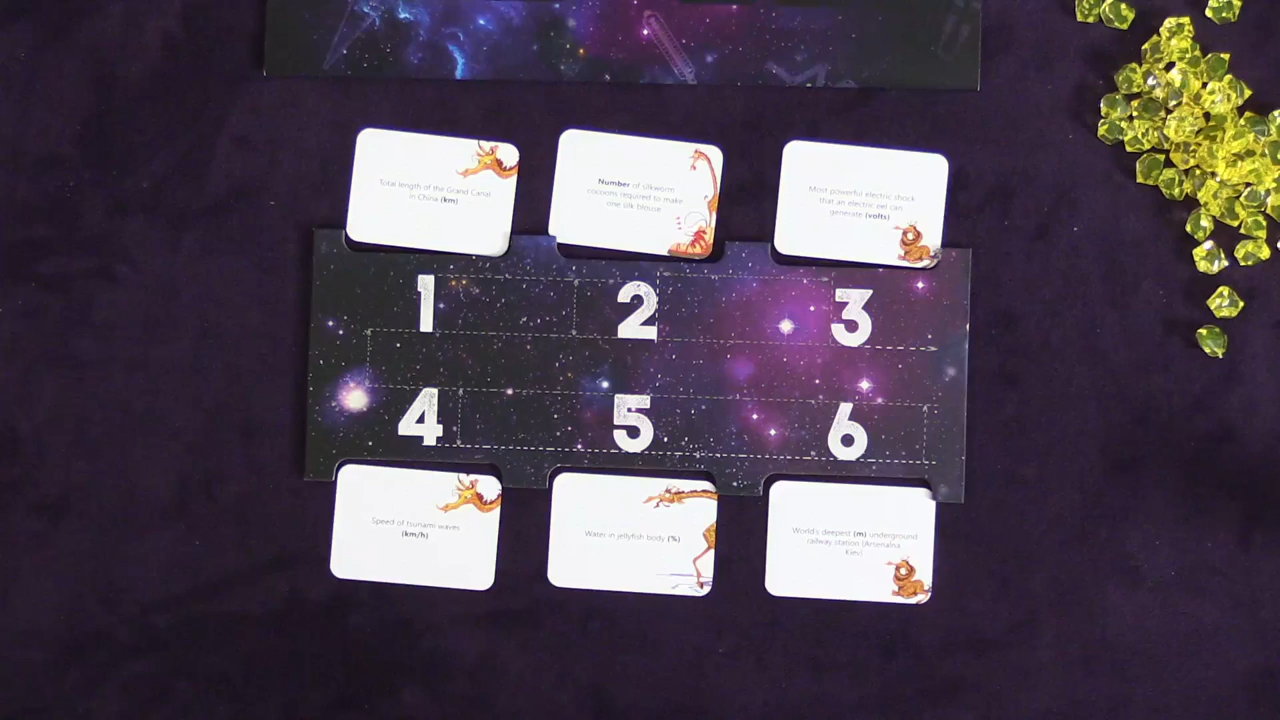 Total length of the Grand Canal
in China (km)
Number of silkworm
cocoons required to make
one silk blouse
Most powerful electric shock
that an electric eel can
generate (volts)
1
2
3
4
5
6
Speed of tsunami waves
(km/h)
Water in jellyfish body (%)
World's deepest (m) underground
railway station (Arsenalna,
Kiev)